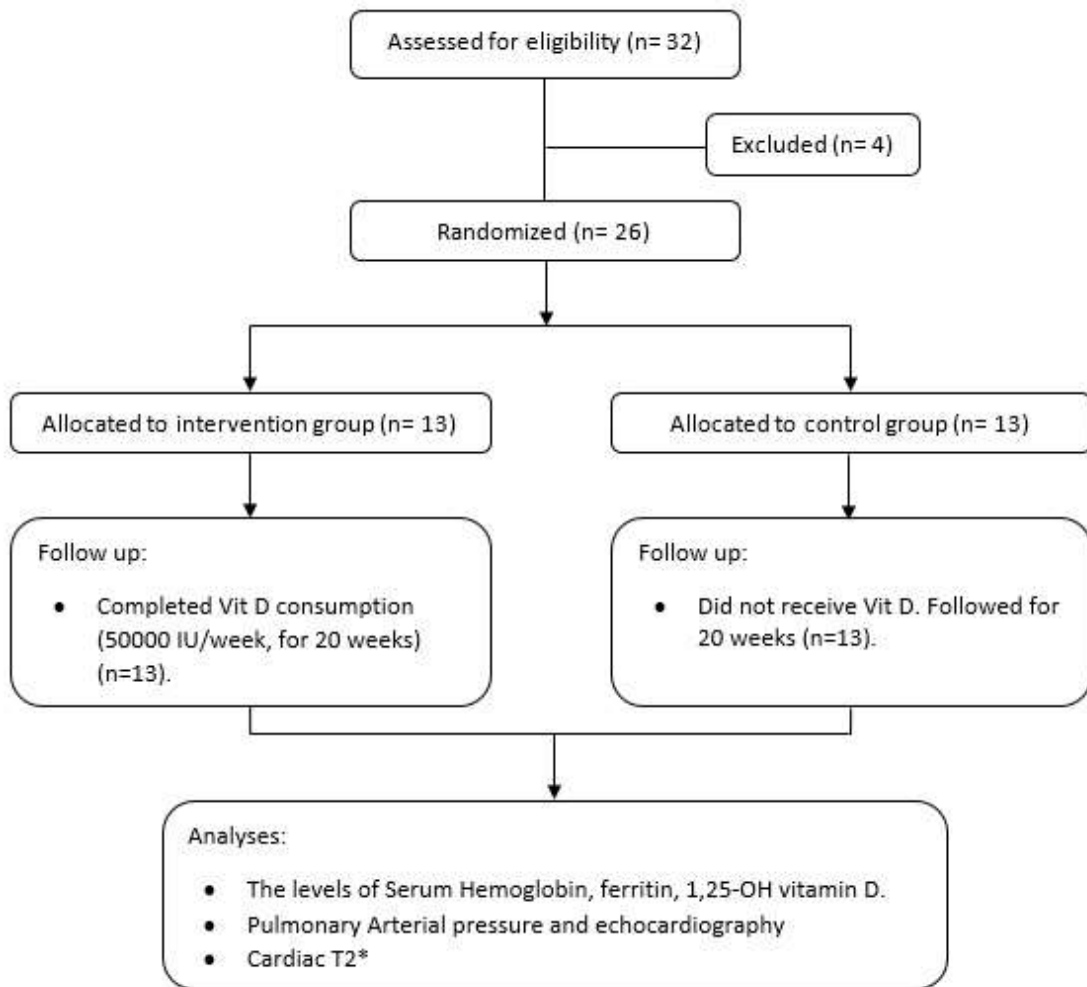 Assessed for eligibility (n= 32)
Excluded (n= 4)
Randomized (n= 26)
Allocated to intervention group (n= 13)
Allocated to control group (n= 13)
Follow up:
• Completed Vit D consumption
(50000 IU/week, for 20 weeks)
(n=13).
Follow up:
• Did not receive Vit D. Followed for
20 weeks (n=13).
Analyses:
• The levels of Serum Hemoglobin, ferritin, 1,25-OH vitamin D.
• Pulmonary Arterial pressure and echocardiography
• Cardiac T2*